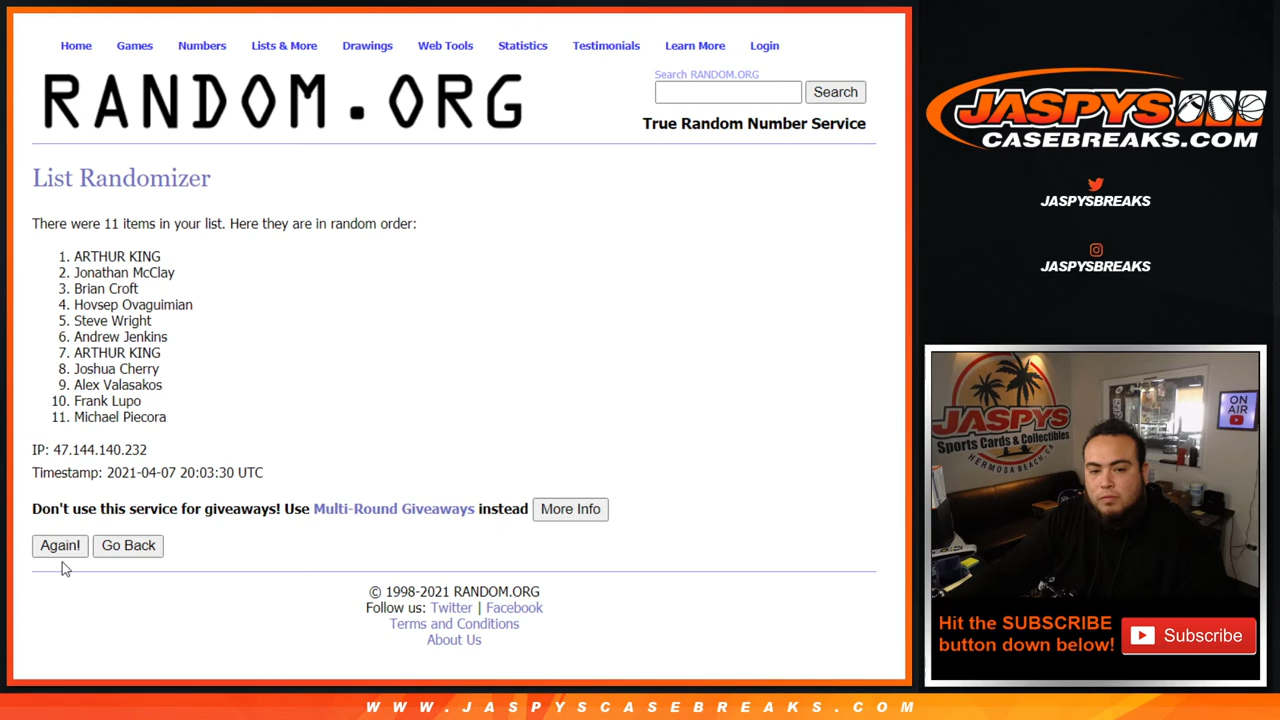 Home Games Numbers Lists & More Drawings Web Tools Statistics Testimonials Learn More Login
RANDOM.ORG
Search RANDOM.ORG
Search
True Random Number Service
List Randomizer
There were 11 items in your list. Here they are in random order:
1. ARTHUR KING
2. Jonathan McClay
3. Brian Croft
4. Hovsep Ovaguimian
5. Steve Wright
6. Andrew Jenkins
7. ARTHUR KING
8. Joshua Cherry
9. Alex Valasakos
10. Frank Lupo
11. Michael Piecora
IP: 47.144.140.232
Timestamp: 2021-04-07 20:03:30 UTC
Don't use this service for giveaways! Use Multi-Round Giveaways instead More Info
Again! Go Back
© 1998-2021 RANDOM.ORG
Follow us: Twitter | Facebook
Terms and Conditions
About Us
JASPYS
CASEBREAKS.COM
JASPYSBREAKS
JASPYSBREAKS
JASPYS
Sports Cards & Collectibles
HERMOSA BEACH, CA
ON
AIR
Hit the SUBSCRIBE
button down below!
Subscribe
WWW.JASPYSCASEBREAKS.COM